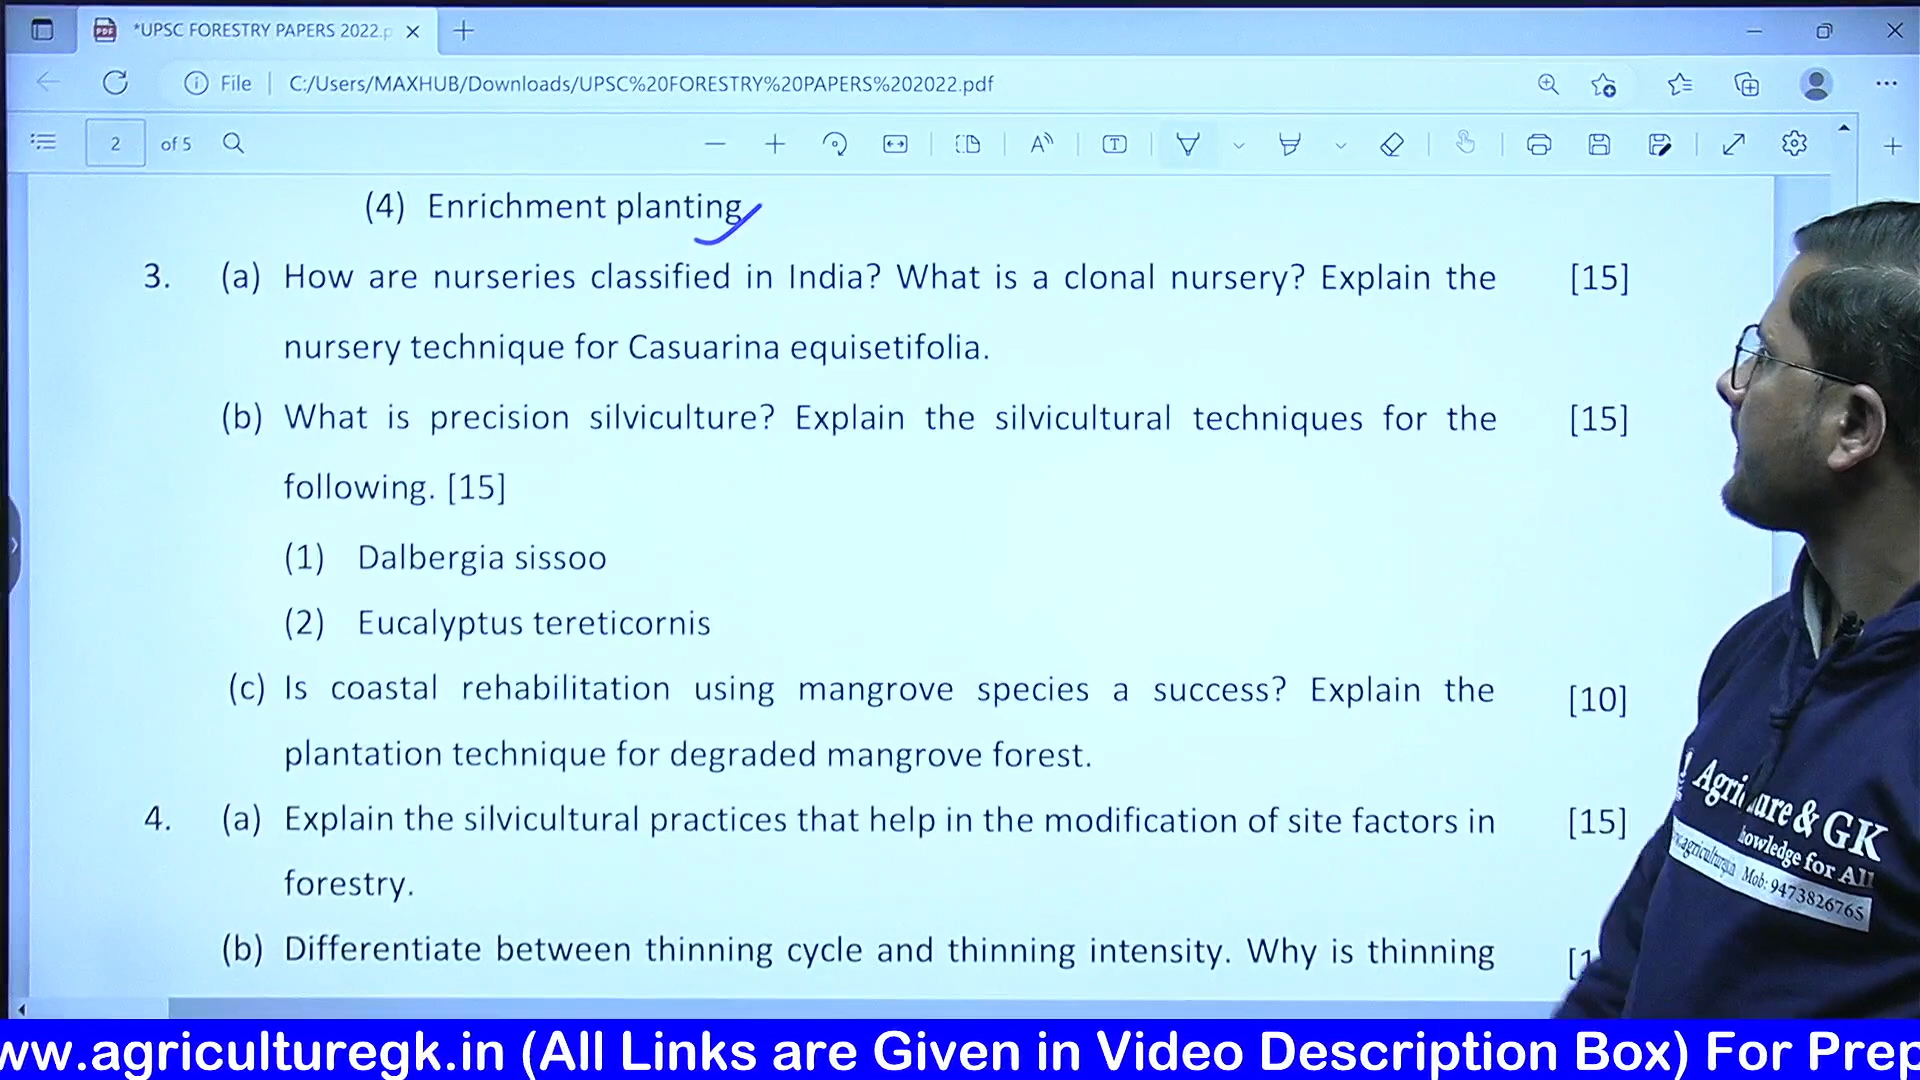 *UPSC FORESTRY PAPERS 2022.p
File
C:/Users/MAXHUB/Downloads/UPSC%20FORESTRY%20PAPERS%202022.pdf
2 of 5
(4) Enrichment planting
3. (a) How are nurseries classified in India? What is a clonal nursery? Explain the [15]
nursery technique for Casuarina equisetifolia.
(b) What is precision silviculture? Explain the silvicultural techniques for the [15]
following. [15]
(1) Dalbergia sissoo
(2) Eucalyptus tereticornis
(c) Is coastal rehabilitation using mangrove species a success? Explain the [10]
plantation technique for degraded mangrove forest.
4. (a) Explain the silvicultural practices that help in the modification of site factors in [15]
forestry.
(b) Differentiate between thinning cycle and thinning intensity. Why is thinning
& GK
nowledge for All
Mob: 9473826765
ww.agriculturegk.in (All Links are Given in Video Description Box) For Prep